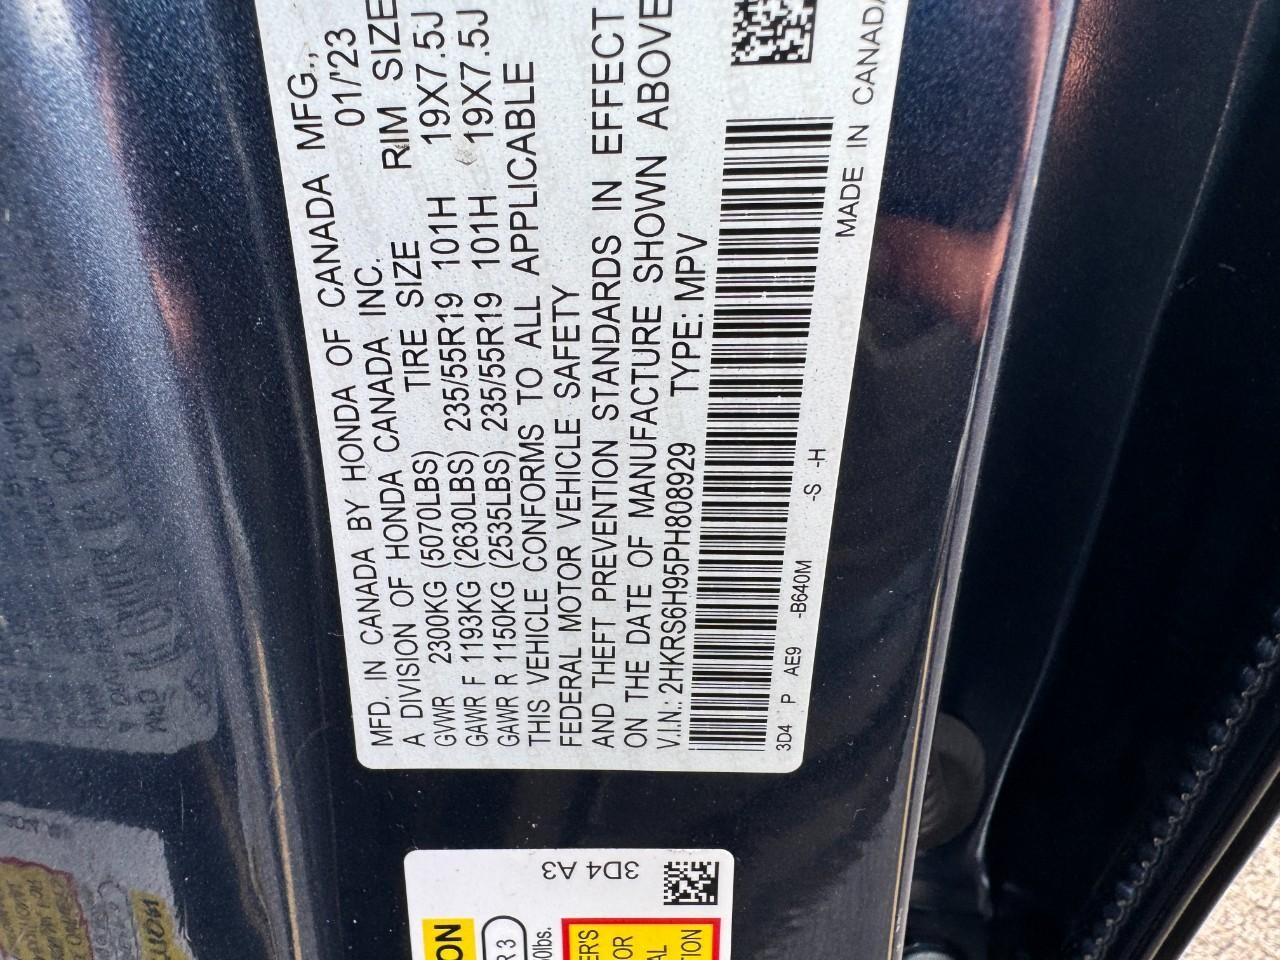 MFD. IN CANADA BY HONDA OF CANADA MFG.,
A DIVISION OF HONDA CANADA INC. 01/'23
TIRE SIZE RIM SIZE
GVWR 2300KG (5070LBS)
GAWR F 1193KG (2630LBS) 235/55R19 101H 19X7.5J
GAWR R 1150KG (2535LBS) 235/55R19 101H 19X7.5J
THIS VEHICLE CONFORMS TO ALL APPLICABLE
FEDERAL MOTOR VEHICLE SAFETY
AND THEFT PREVENTION STANDARDS IN EFFECT
ON THE DATE OF MANUFACTURE SHOWN ABOVE
V.I.N.: 2HKRS6H95PH808929 TYPE: MPV
3D4 P AE9 -B640M -S -H
MADE IN CANADA
3D4 A3